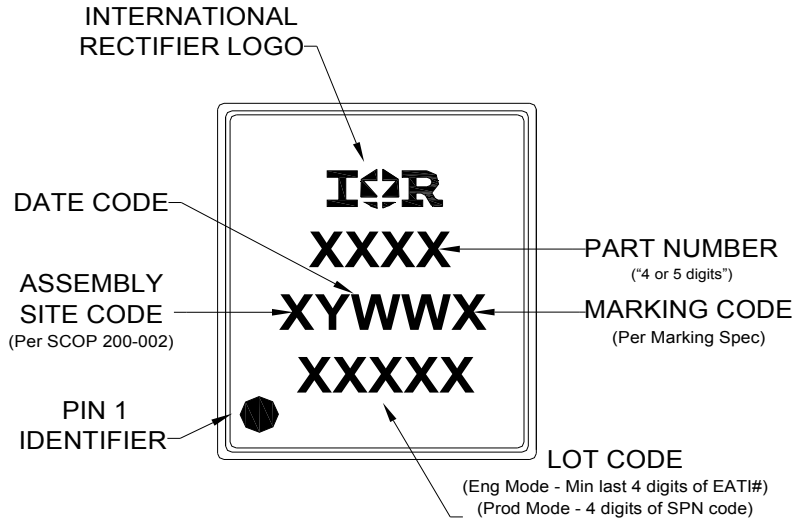 INTERNATIONAL
RECTIFIER LOGO
IOR
DATE CODE
XXXX
PART NUMBER
(“4 or 5 digits”)
ASSEMBLY
SITE CODE
(Per SCOP 200-002)
XYWWX
MARKING CODE
(Per Marking Spec)
XXXXX
PIN 1
IDENTIFIER
LOT CODE
(Eng Mode - Min last 4 digits of EATI#)
(Prod Mode - 4 digits of SPN code)